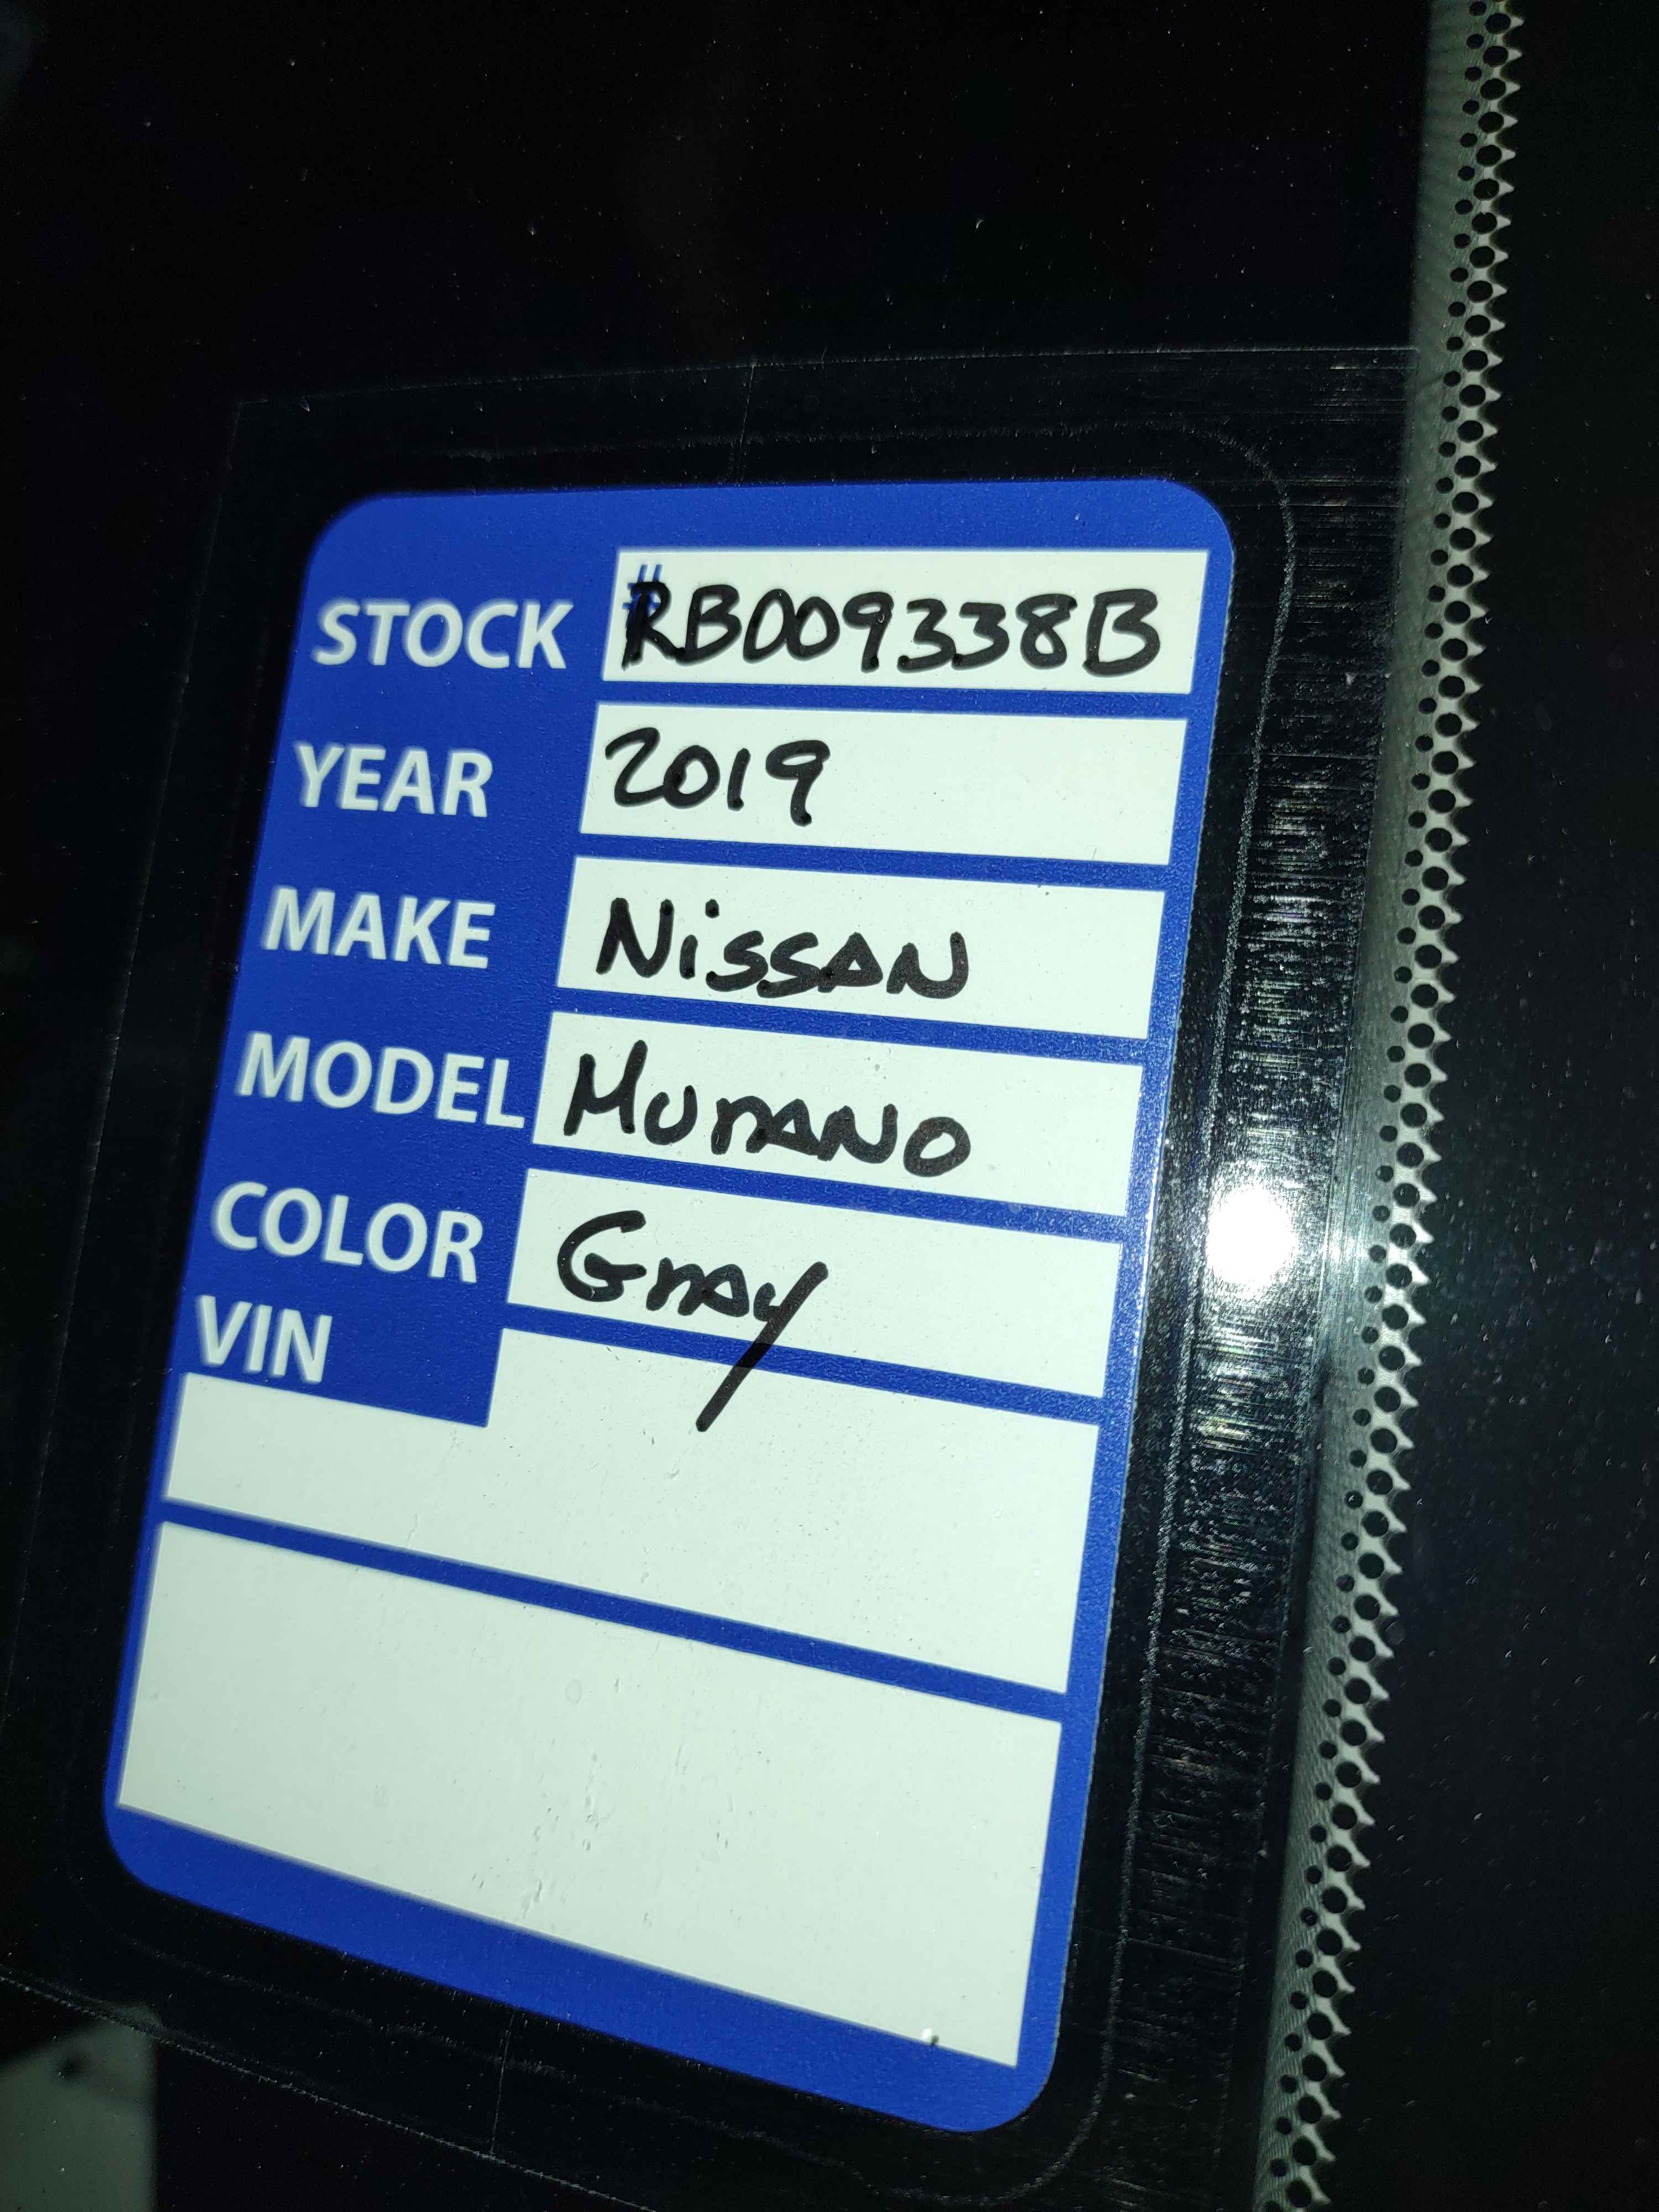 STOCK #RB009338B
YEAR 2019
MAKE NissAN
MODEL MurANO
COLOR GrAy
VIN